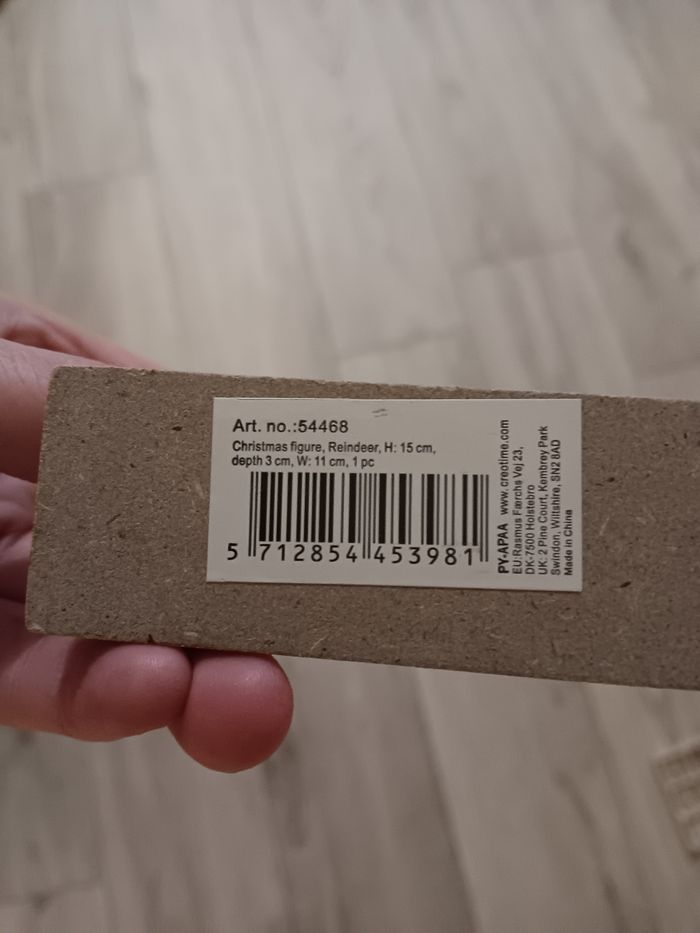 Art. no.:54468
Christmas figure, Reindeer, H: 15 cm,
depth 3 cm, W: 11 cm, 1 pc
5 712854 453981
PY-APAA www.creotime.com
EU: Rasmus Færchs Vej 23,
DK-7500 Holstebro
UK: 2 Pine Court, Kembrey Park
Swindon, Wiltshire, SN2 8AD
Made in China